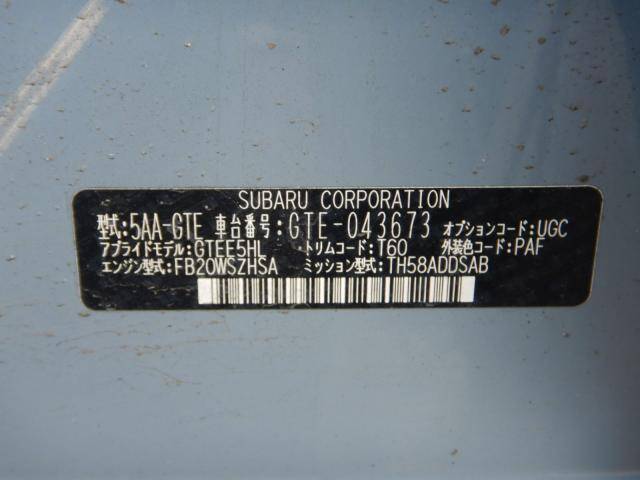 SUBARU CORPORATION
型式:5AA-GTE 車台番号:GTE-043673 オプションコード:UGC
アプライドモデル:GTEE5HL トリムコード:T60 外装色コード:PAF
エンジン型式:FB20WSZHSA ミッション型式:TH58ADDSAB